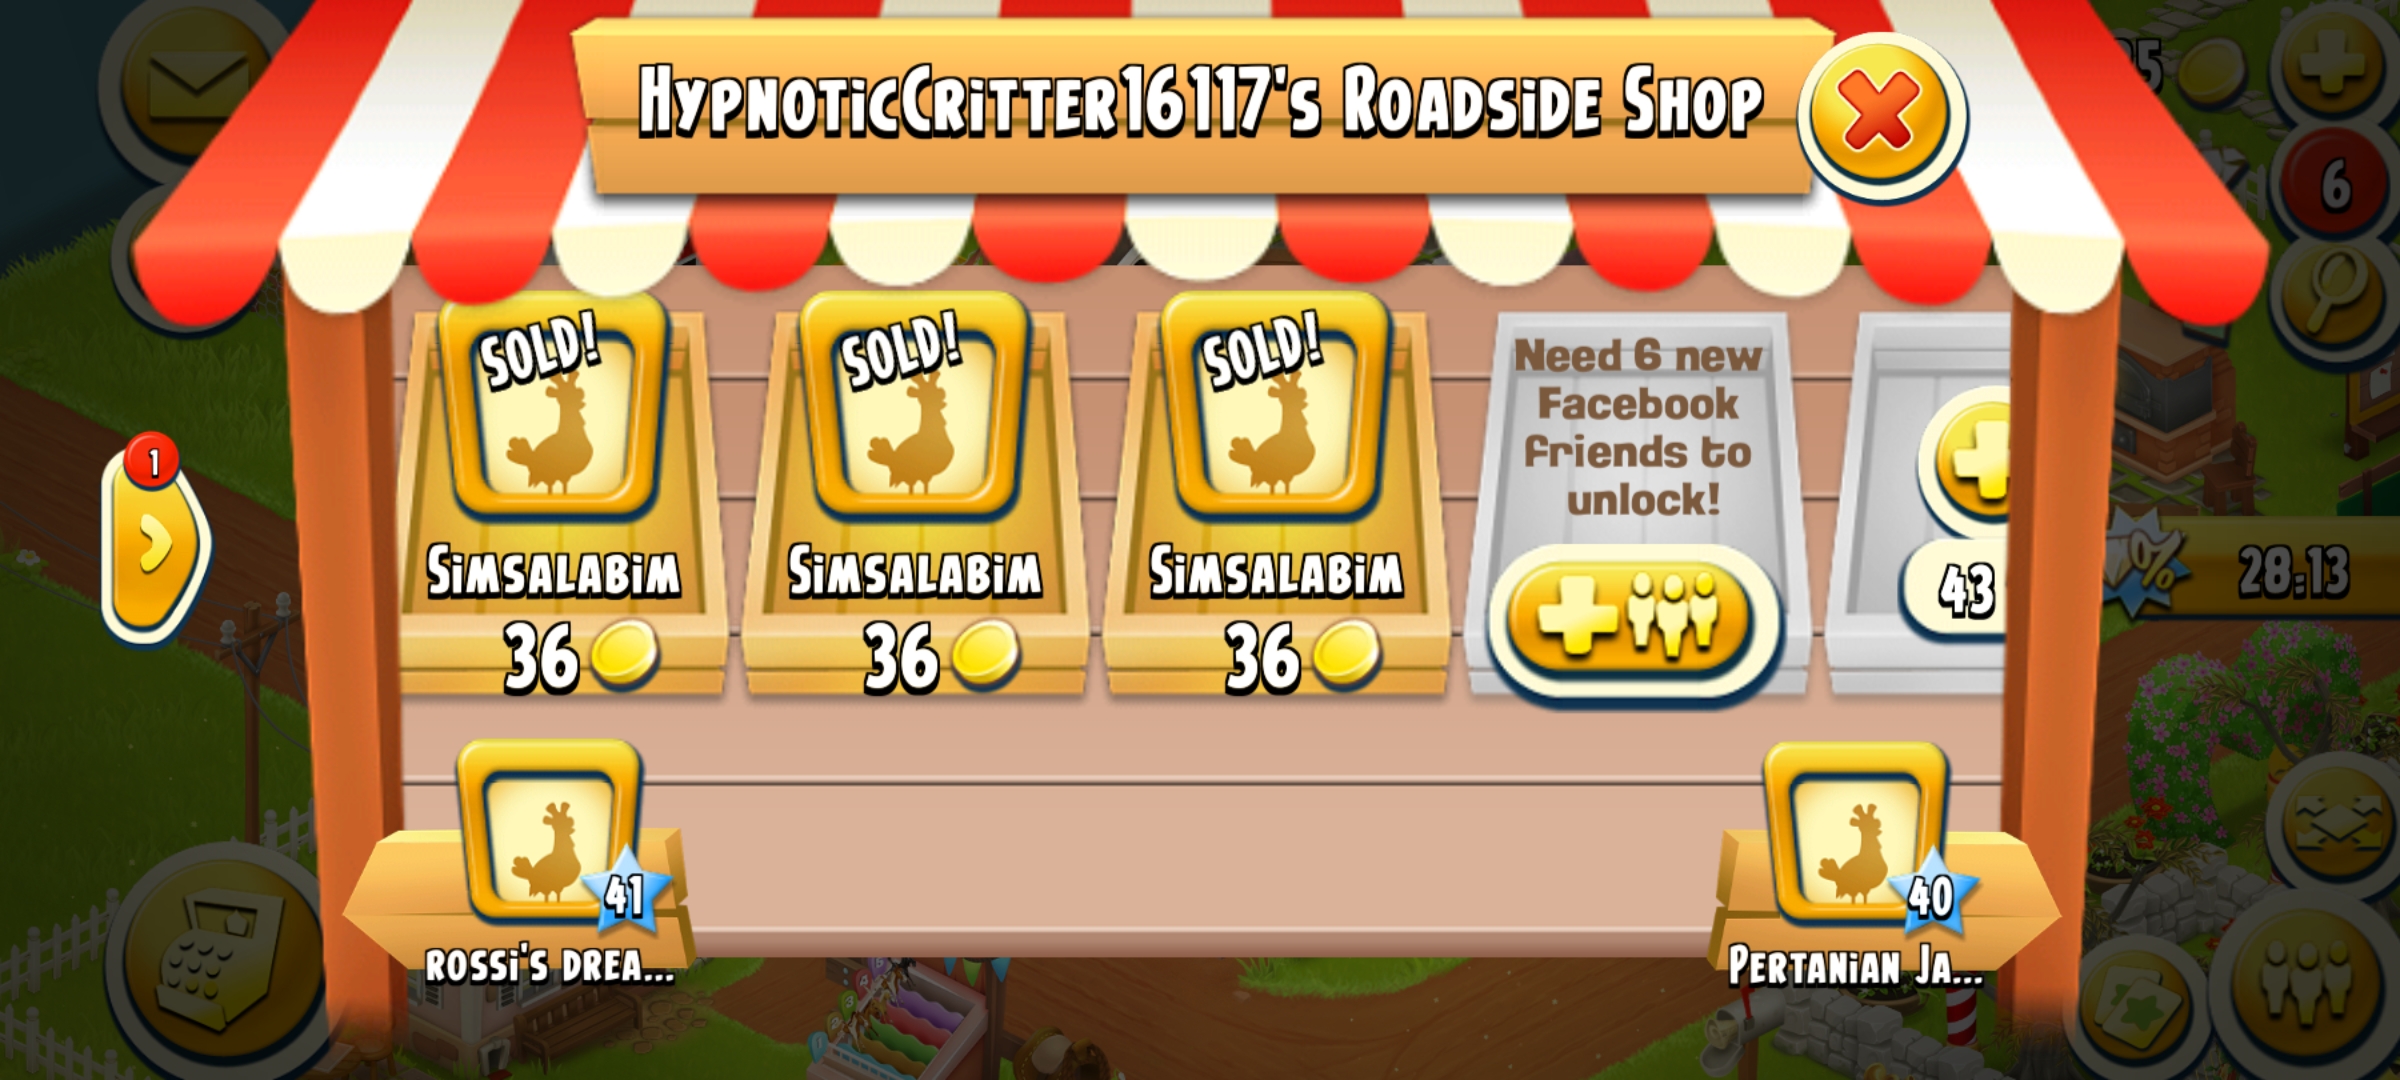 HypnoticCritter16117's Roadside Shop
6
SOLD!
SOLD!
SOLD!
Need 6 new
Facebook
friends to
unlock!
1
Simsalabim
Simsalabim
Simsalabim
43
28:13
36
36
36
41
40
ROSSi'S DREA...
Pertanian Ja...